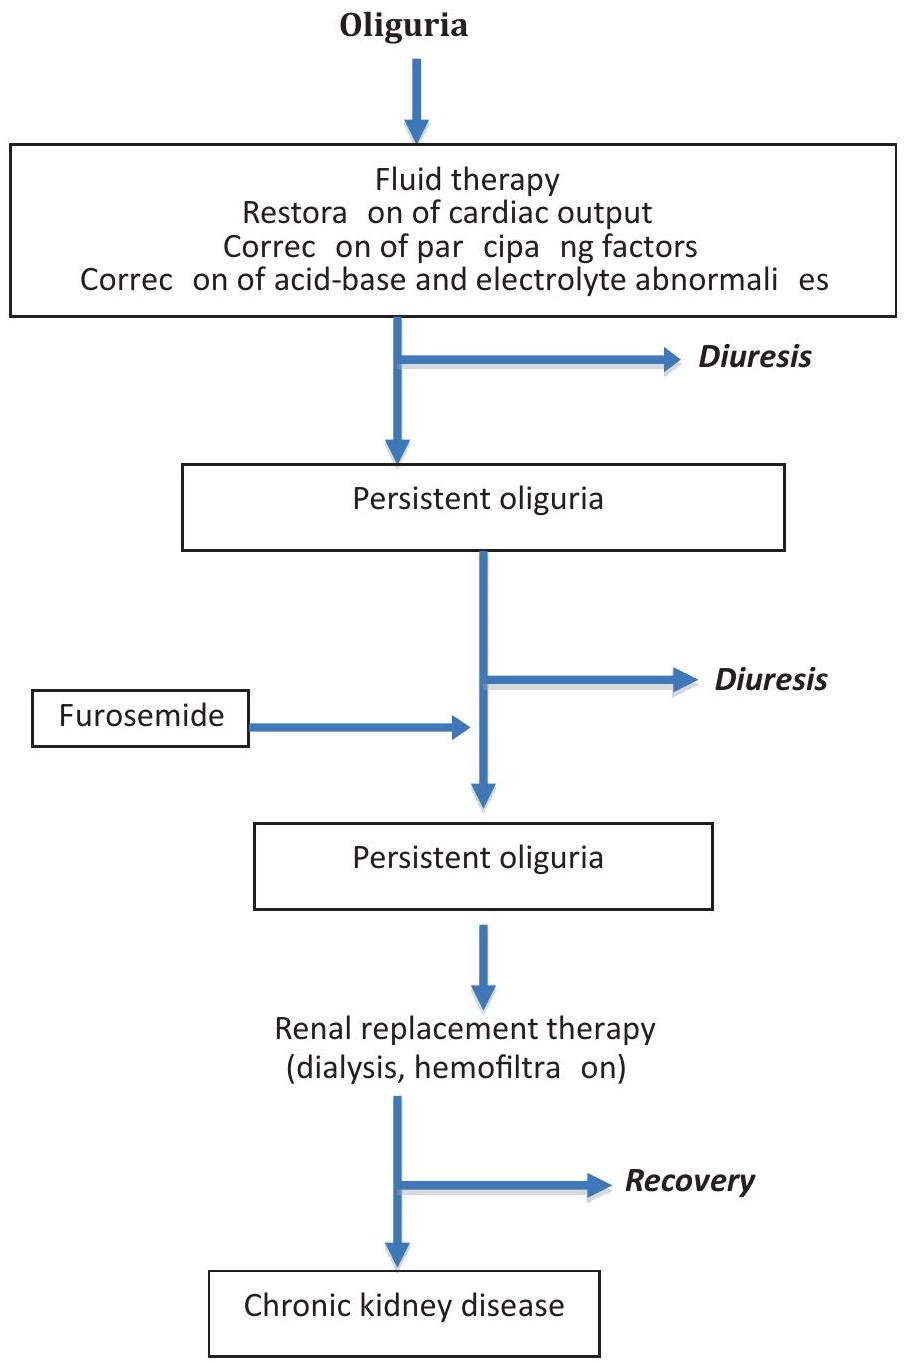 Oliguria
Fluid therapy
Restora on of cardiac output
Correc on of par cipa ng factors
Correc on of acid-base and electrolyte abnormali es
Diuresis
Persistent oliguria
Diuresis
Furosemide
Persistent oliguria
Renal replacement therapy
(dialysis, hemofiltra on)
Recovery
Chronic kidney disease